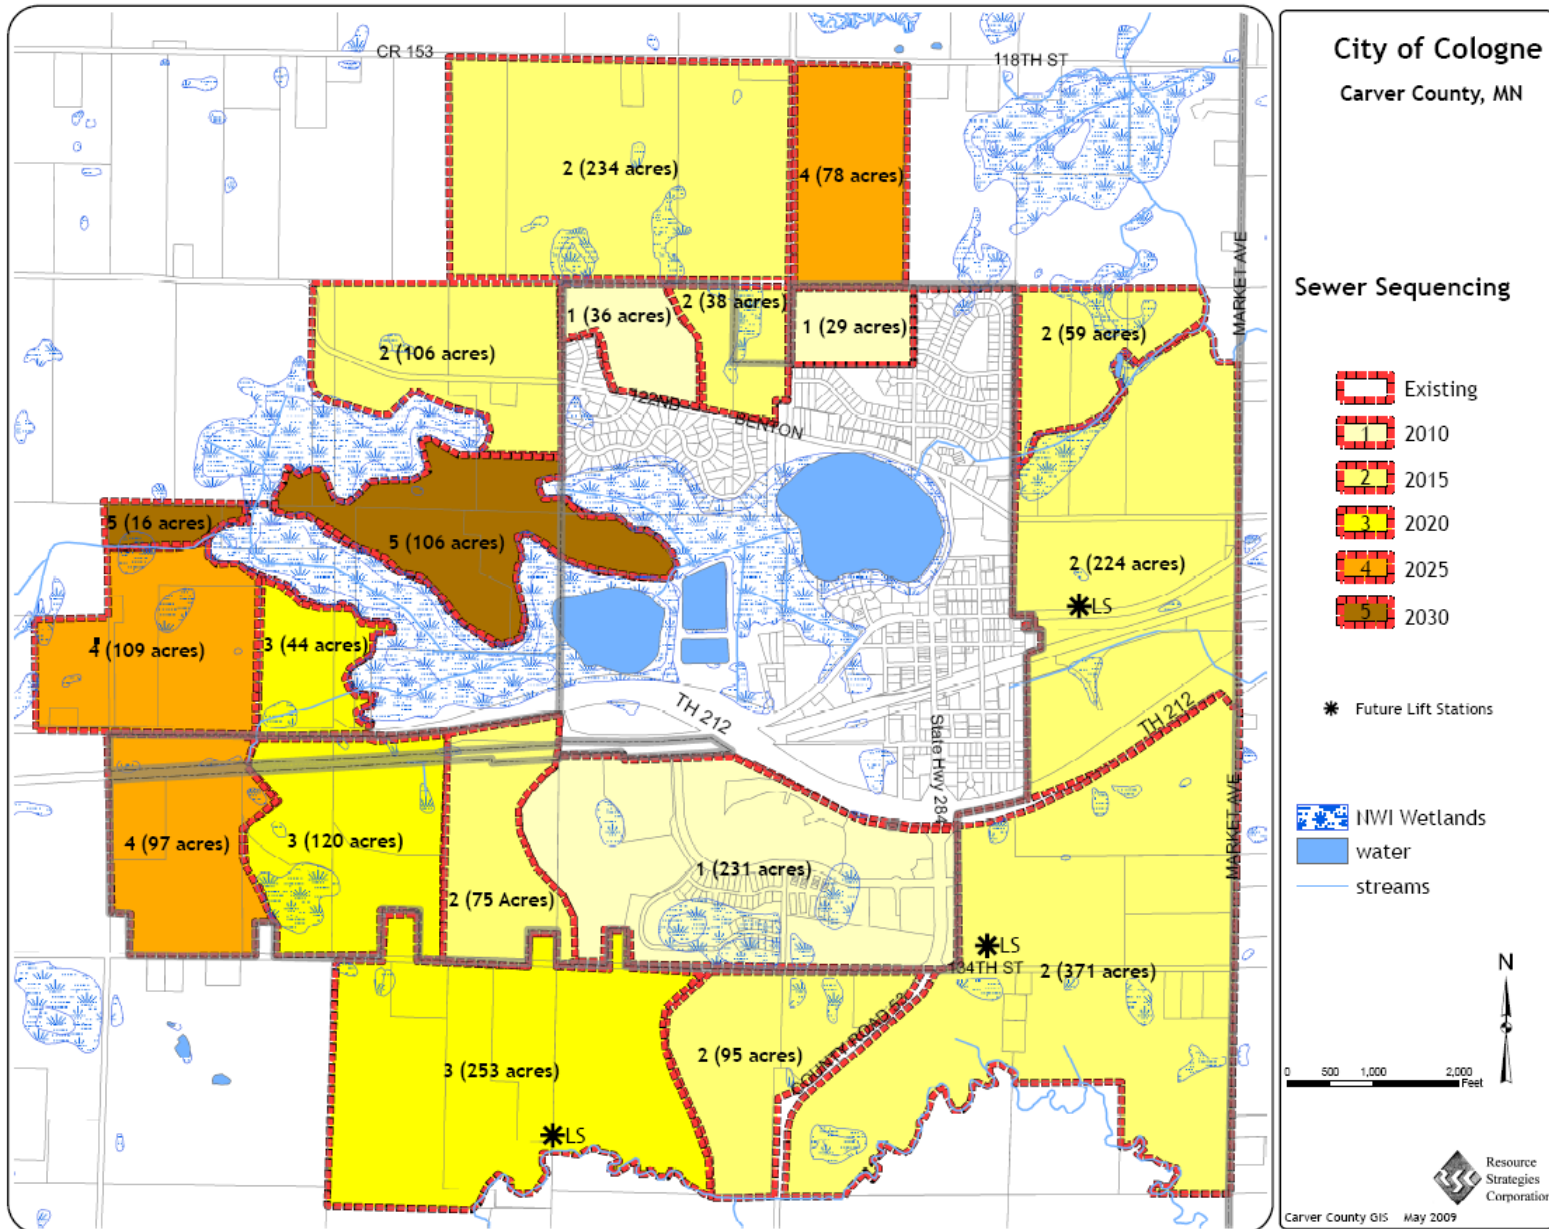 CR 153
118TH ST
2 (234 acres)
4 (78 acres)
MARKET AVE
1 (36 acres)
2 (38 acres)
1 (29 acres)
2 (59 acres)
2 (106 acres)
122ND
BENTON
5 (16 acres)
5 (106 acres)
2 (224 acres)
LS
4 (109 acres)
3 (44 acres)
TH 212
State Hwy 284
TH 212
MARKET AVE
4 (97 acres)
3 (120 acres)
2 (75 Acres)
1 (231 acres)
LS
134TH ST
2 (371 acres)
COUNTY ROAD 53
2 (95 acres)
3 (253 acres)
LS
City of Cologne
Carver County, MN
Sewer Sequencing
Existing
1 2010
2 2015
3 2020
4 2025
5 2030
Future Lift Stations
NWI Wetlands
water
streams
N
0 500 1,000 2,000
Feet
Resource
Strategies
Corporation
Carver County GIS May 2009